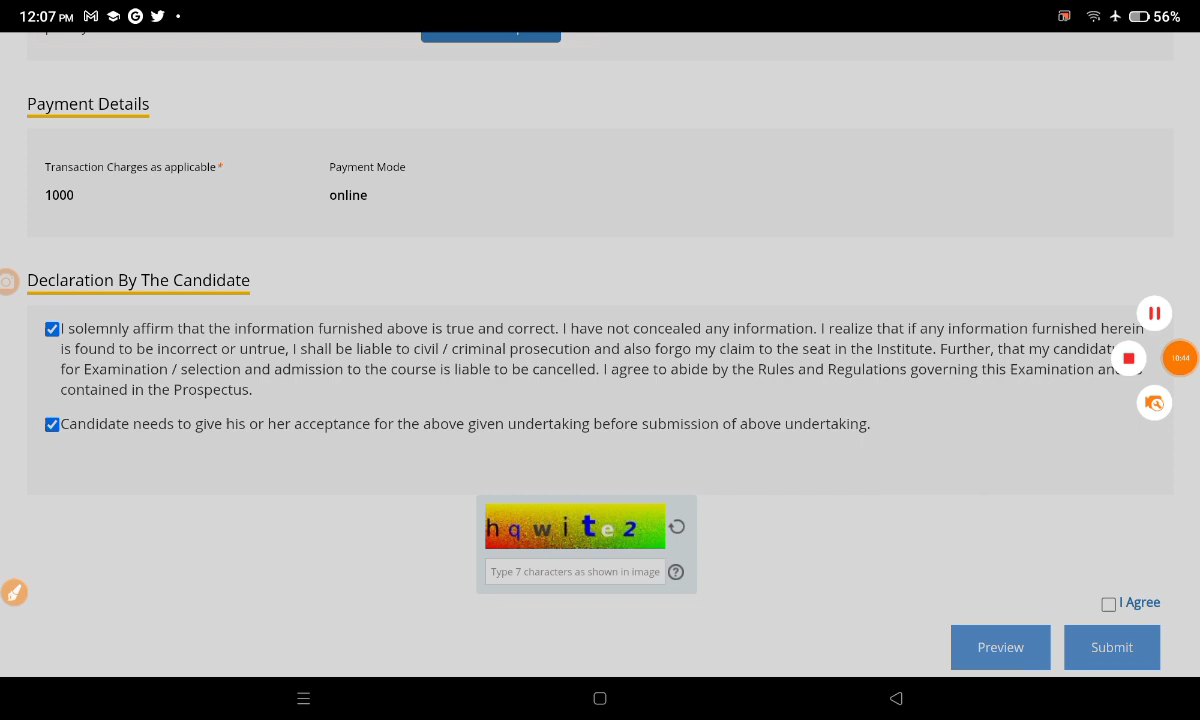 12:07 PM
56%
Payment Details
Transaction Charges as applicable* Payment Mode
1000 online
Declaration By The Candidate
I solemnly affirm that the information furnished above is true and correct. I have not concealed any information. I realize that if any information furnished herein
is found to be incorrect or untrue, I shall be liable to civil / criminal prosecution and also forgo my claim to the seat in the Institute. Further, that my candidat
for Examination / selection and admission to the course is liable to be cancelled. I agree to abide by the Rules and Regulations governing this Examination an
contained in the Prospectus.
10:44
Candidate needs to give his or her acceptance for the above given undertaking before submission of above undertaking.
hqwite2
Type 7 characters as shown in image
I Agree
Preview Submit